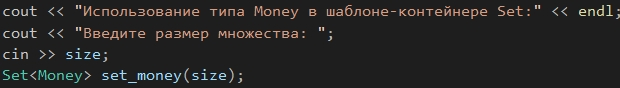 cout << "Использование типа Money в шаблоне-контейнере Set:" << endl;
cout << "Введите размер множества: ";
cin >> size;
Set<Money> set_money(size);